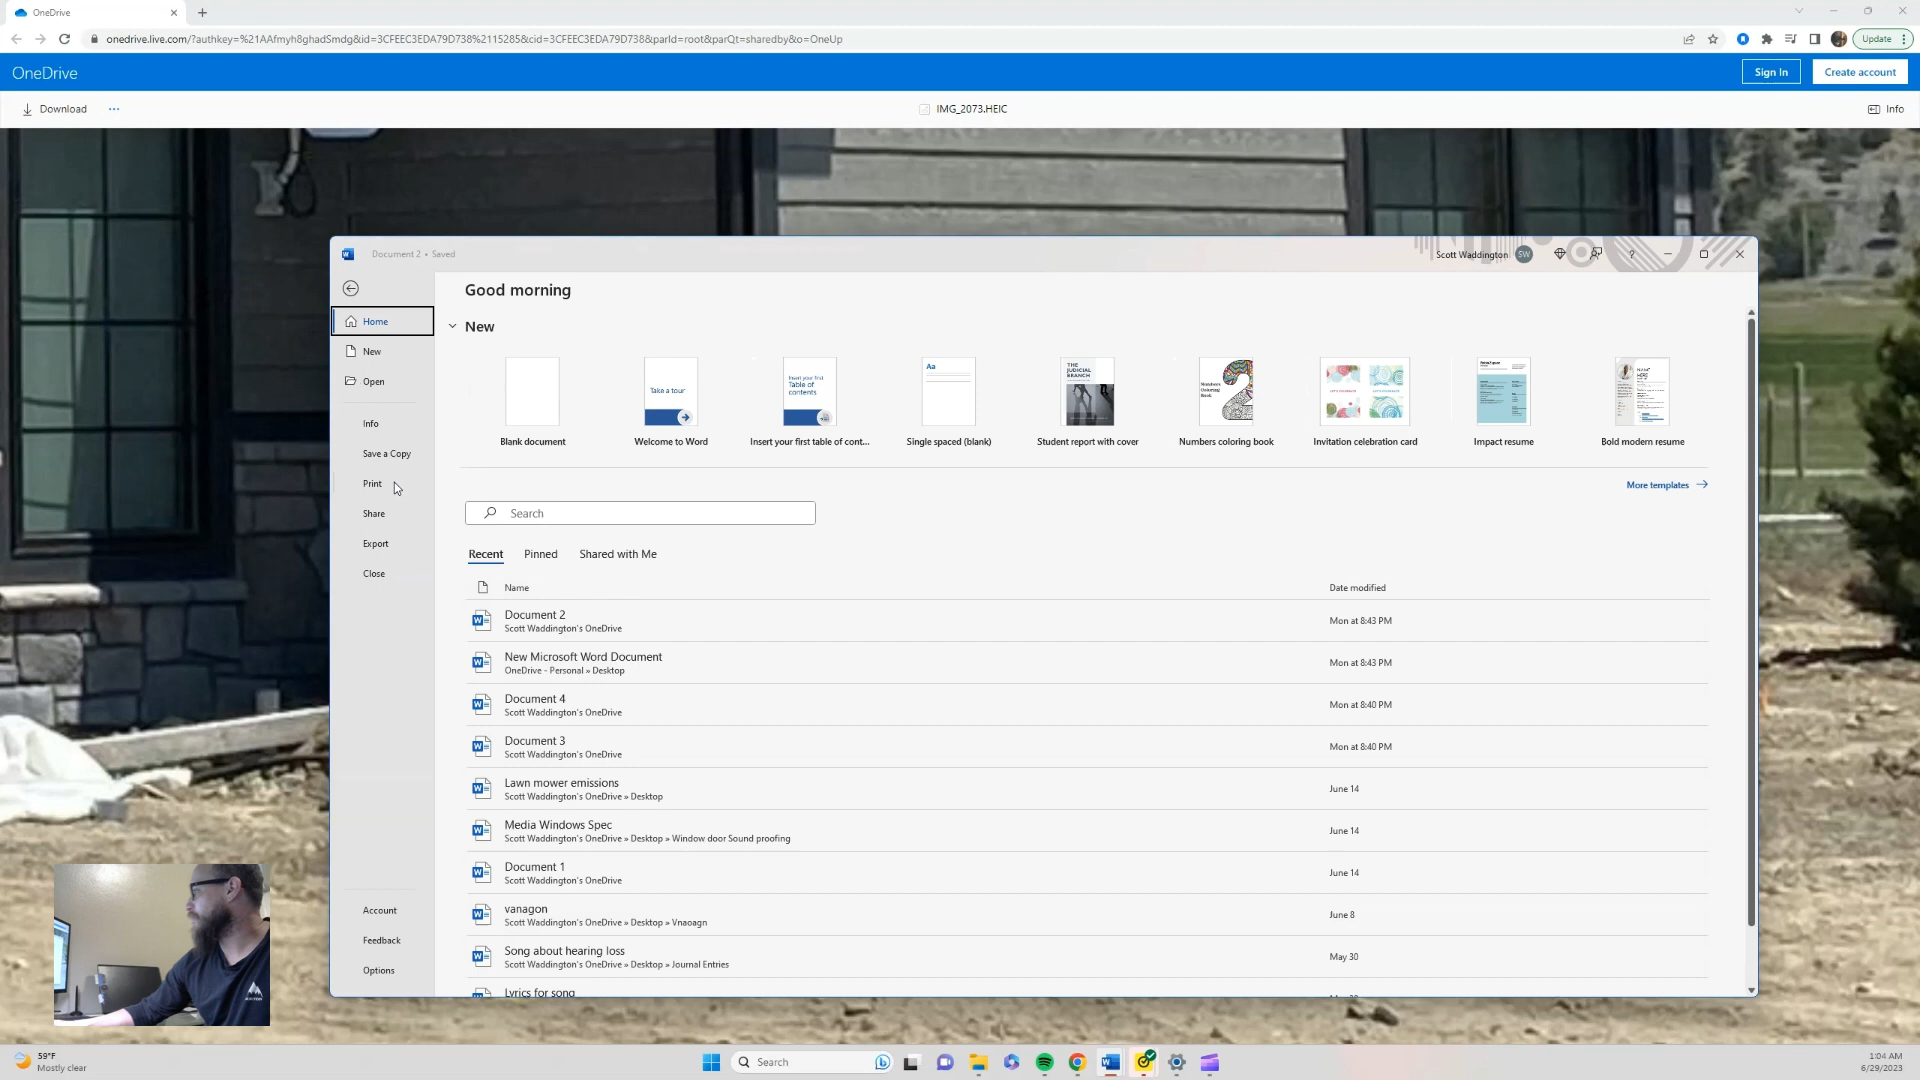 OneDrive
onedrive.live.com/?authkey=%21AAfmyh8ghadSmdg&id=3CFEEC3EDA79D738%2115285&cid=3CFEEC3EDA79D738&parId=root&parQt=sharedby&o=OneUp
Update
OneDrive
Sign In
Create account
Download
IMG_2073.HEIC
Info
Document 2 • Saved
Scott Waddington
SW
Good morning
Home
New
New
Open
Info
Save a Copy
Print
Share
Export
Close
Account
Feedback
Options
Take a tour
Insert your first
Table of
contents
Aa
THE
JUDICIAL
BRANCH
Numbers
Coloring
Book
2
Blank document
Welcome to Word
Insert your first table of cont...
Single spaced (blank)
Student report with cover
Numbers coloring book
Invitation celebration card
Impact resume
Bold modern resume
More templates
Search
Recent
Pinned
Shared with Me
Name
Date modified
Document 2
Scott Waddington's OneDrive
Mon at 8:43 PM
New Microsoft Word Document
OneDrive - Personal » Desktop
Mon at 8:43 PM
Document 4
Scott Waddington's OneDrive
Mon at 8:40 PM
Document 3
Scott Waddington's OneDrive
Mon at 8:40 PM
Lawn mower emissions
Scott Waddington's OneDrive » Desktop
June 14
Media Windows Spec
Scott Waddington's OneDrive » Desktop » Window door Sound proofing
June 14
Document 1
Scott Waddington's OneDrive
June 14
vanagon
Scott Waddington's OneDrive » Desktop » Vnaoagn
June 8
Song about hearing loss
Scott Waddington's OneDrive » Desktop » Journal Entries
May 30
Lyrics for song
59°F
Mostly clear
Search
1:04 AM
6/29/2023